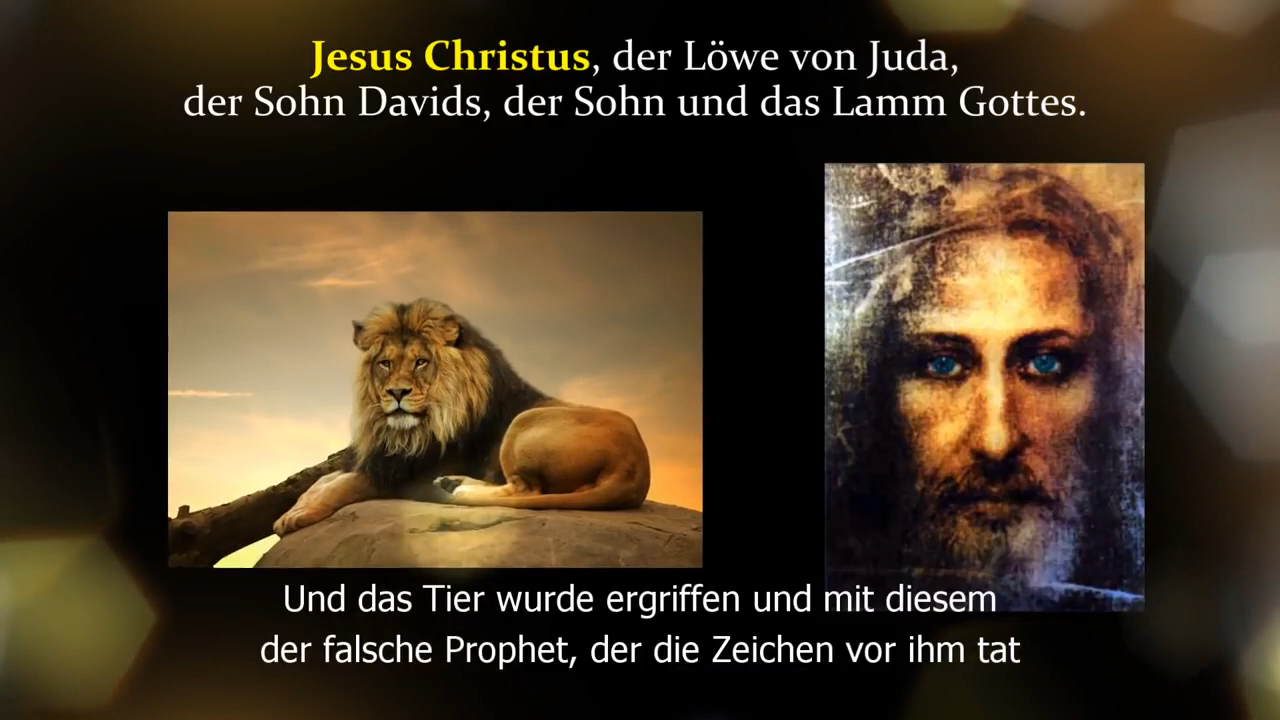 Jesus Christus, der Löwe von Juda,
der Sohn Davids, der Sohn und das Lamm Gottes.
Und das Tier wurde ergriffen und mit diesem
der falsche Prophet, der die Zeichen vor ihm tat